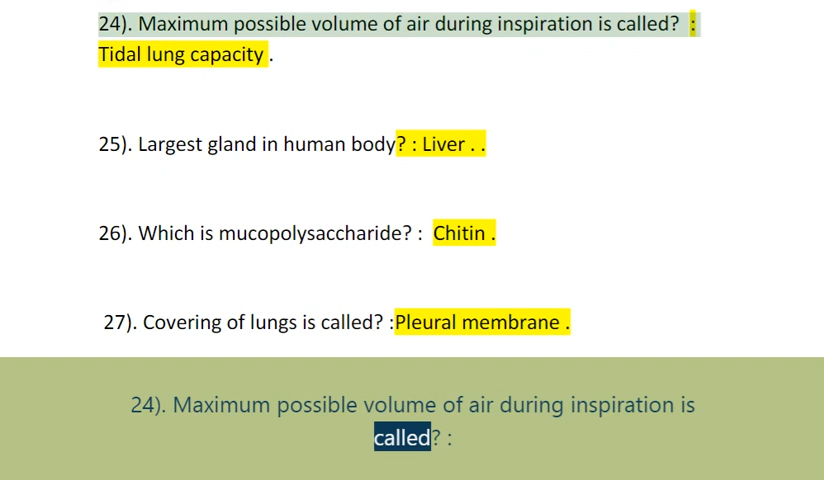 24). Maximum possible volume of air during inspiration is called? :
Tidal lung capacity .
25). Largest gland in human body? : Liver . .
26). Which is mucopolysaccharide? : Chitin .
27). Covering of lungs is called? :Pleural membrane .
24). Maximum possible volume of air during inspiration is
called? :